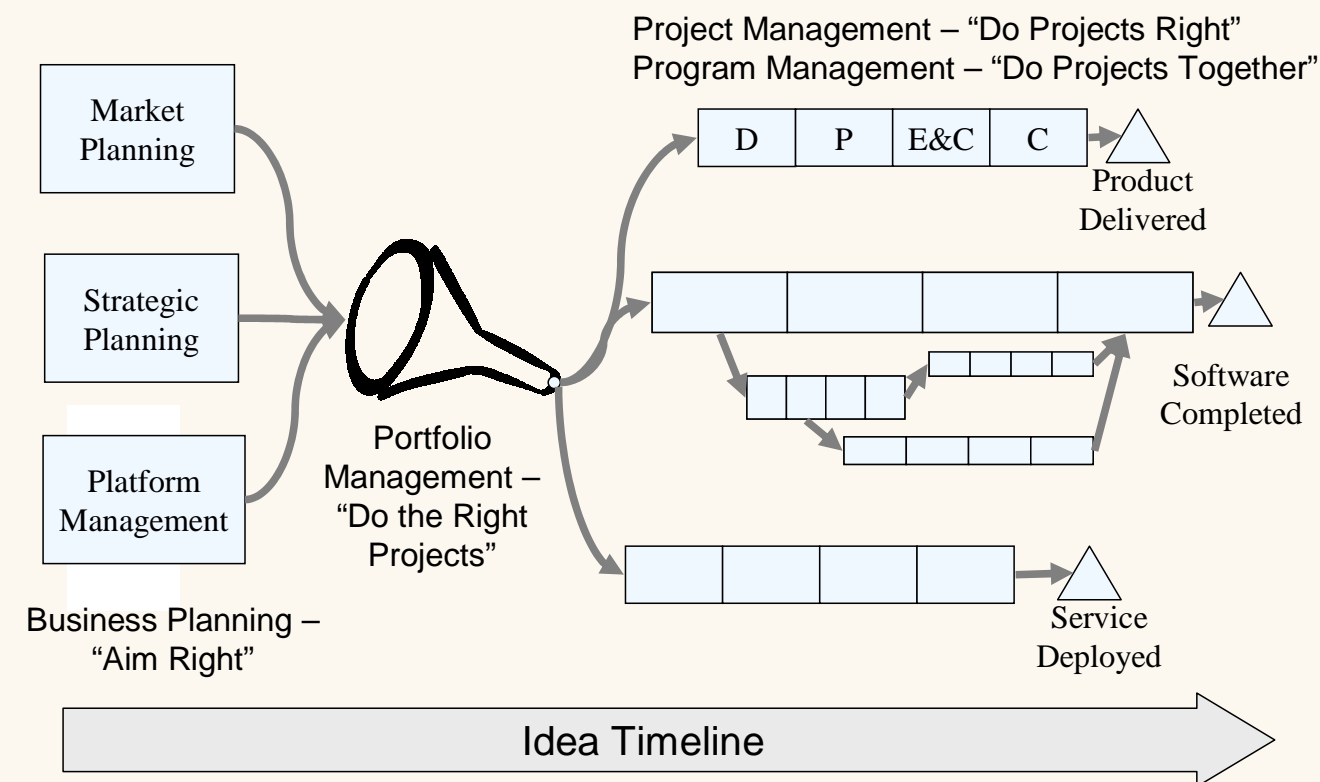 Project Management – “Do Projects Right”
Program Management – “Do Projects Together”
Market
Planning
D
P
E&C
C
Product
Delivered
Strategic
Planning
Software
Completed
Platform
Management
Portfolio
Management –
“Do the Right
Projects”
Business Planning –
“Aim Right”
Service
Deployed
Idea Timeline